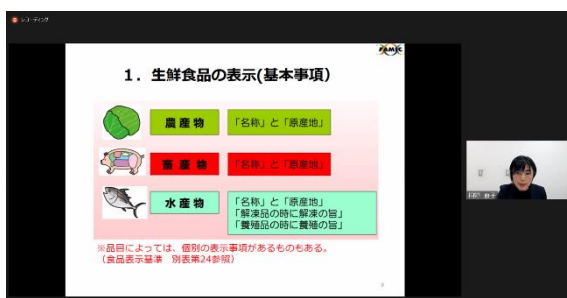 レコーディング
FAMIC
1．生鮮食品の表示(基本事項)
農産物
「名称」と「原産地」
畜産物
「名称」と「原産地」
水産物
「名称」と「原産地」
「解凍品の時に解凍の旨」
「養殖品の時に養殖の旨」
※品目によっては、個別の表示事項があるものもある。
（食品表示基準　別表第24参照）